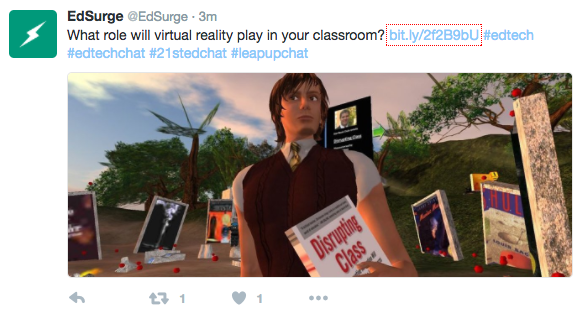 EdSurge @EdSurge · 3m
What role will virtual reality play in your classroom? bit.ly/2f2B9bU #edtech
#edtechchat #21stedchat #leapupchat
Disrupting
Class
1 1